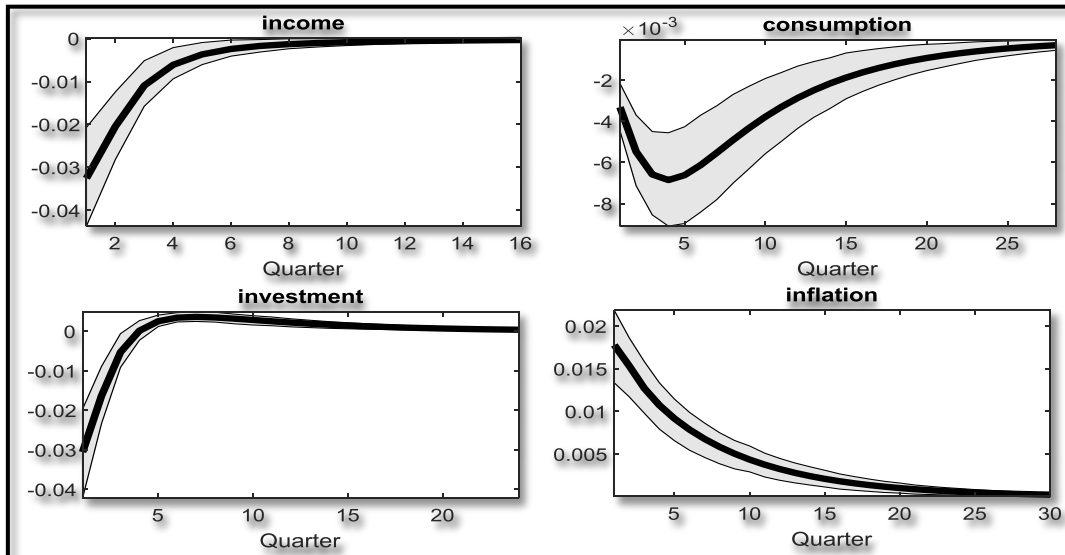 income
0
-0.01
-0.02
-0.03
-0.04
2 4 6 8 10 12 14 16
Quarter
consumption
×10⁻³
-2
-4
-6
-8
5 10 15 20 25
Quarter
investment
0
-0.01
-0.02
-0.03
-0.04
5 10 15 20
Quarter
inflation
0.02
0.015
0.01
0.005
5 10 15 20 25 30
Quarter